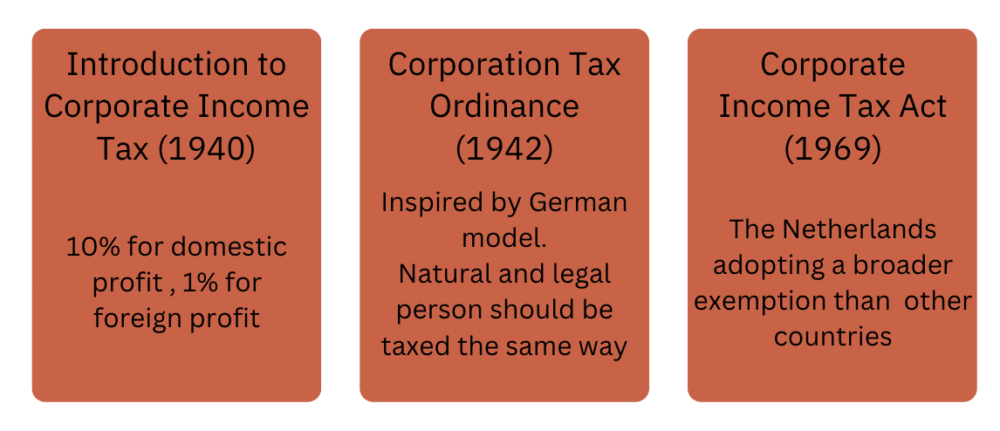 Introduction to
Corporate Income
Tax (1940)
10% for domestic
profit , 1% for
foreign profit
Corporation Tax
Ordinance
(1942)
Inspired by German
model.
Natural and legal
person should be
taxed the same way
Corporate
Income Tax Act
(1969)
The Netherlands
adopting a broader
exemption than  other
countries